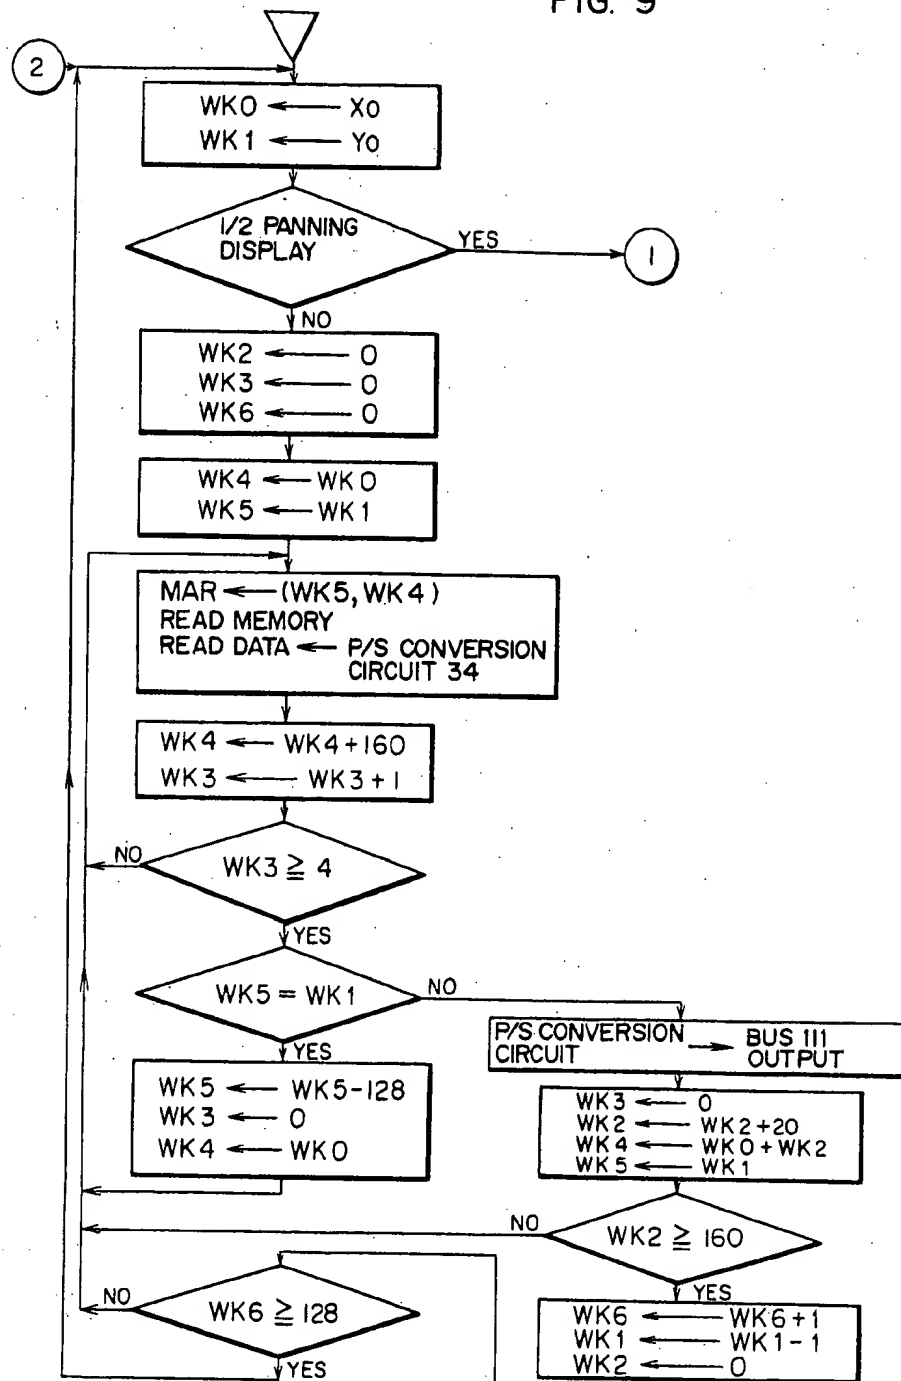 FIG. 9
2
WK0 ← X0
WK1 ← Y0
1/2 PANNING
DISPLAY
YES
1
NO
WK2 ← 0
WK3 ← 0
WK6 ← 0
WK4 ← WK0
WK5 ← WK1
MAR ← (WK5, WK4)
READ MEMORY
READ DATA ← P/S CONVERSION
CIRCUIT 34
WK4 ← WK4+160
WK3 ← WK3+1
NO
WK3 ≧ 4
YES
WK5 = WK1
NO
YES
P/S CONVERSION
CIRCUIT → BUS 111
OUTPUT
WK5 ← WK5-128
WK3 ← 0
WK4 ← WK0
WK3 ← 0
WK2 ← WK2+20
WK4 ← WK0+WK2
WK5 ← WK1
NO
WK2 ≧ 160
YES
NO
WK6 ≧ 128
YES
WK6 ← WK6+1
WK1 ← WK1-1
WK2 ← 0